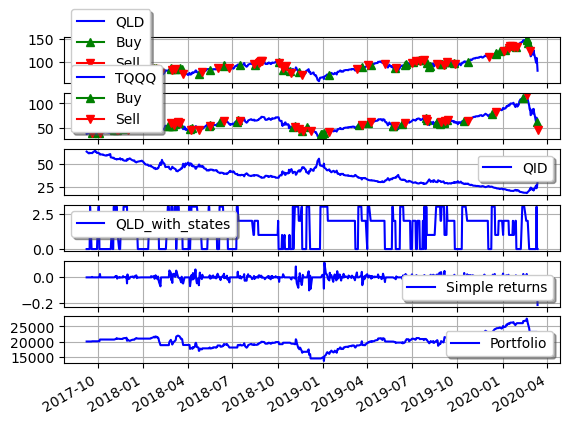 QLD
Buy
Sell
150
100
TQQQ
Buy
Sell
100
50
QID
50
25
QLD_with_states
2.5
0.0
Simple returns
0.0
−0.2
Portfolio
25000
20000
15000
2017-10
2018-01
2018-04
2018-07
2018-10
2019-01
2019-04
2019-07
2019-10
2020-01
2020-04